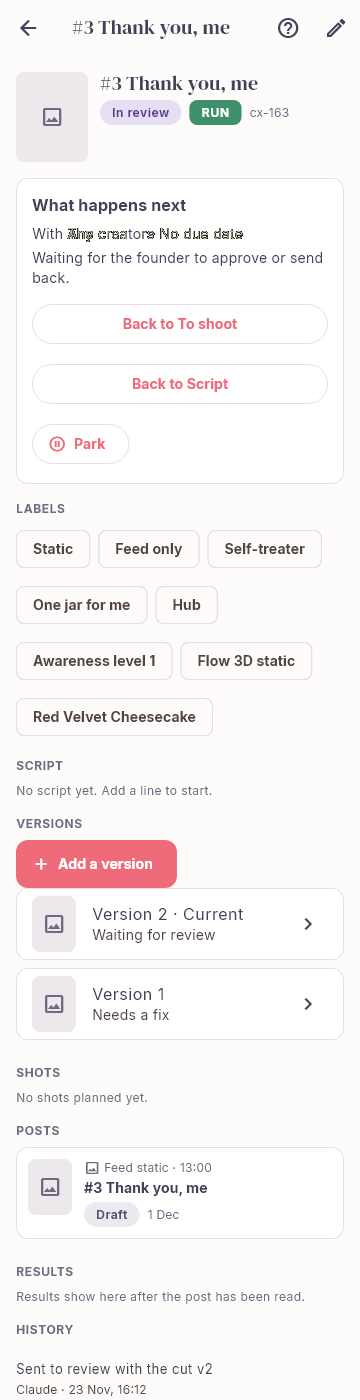 #3 Thank you, me
#3 Thank you, me
In review RUN cx-163
What happens next
With
No due date
Waiting for the founder to approve or send
back.
Back to To shoot
Back to Script
Park
LABELS
Static Feed only Self-treater
One jar for me Hub
Awareness level 1 Flow 3D static
Red Velvet Cheesecake
SCRIPT
No script yet. Add a line to start.
VERSIONS
+ Add a version
Version 2 · Current
Waiting for review
Version 1
Needs a fix
SHOTS
No shots planned yet.
POSTS
Feed static · 13:00
#3 Thank you, me
Draft 1 Dec
RESULTS
Results show here after the post has been read.
HISTORY
Sent to review with the cut v2
Claude · 23 Nov, 16:12